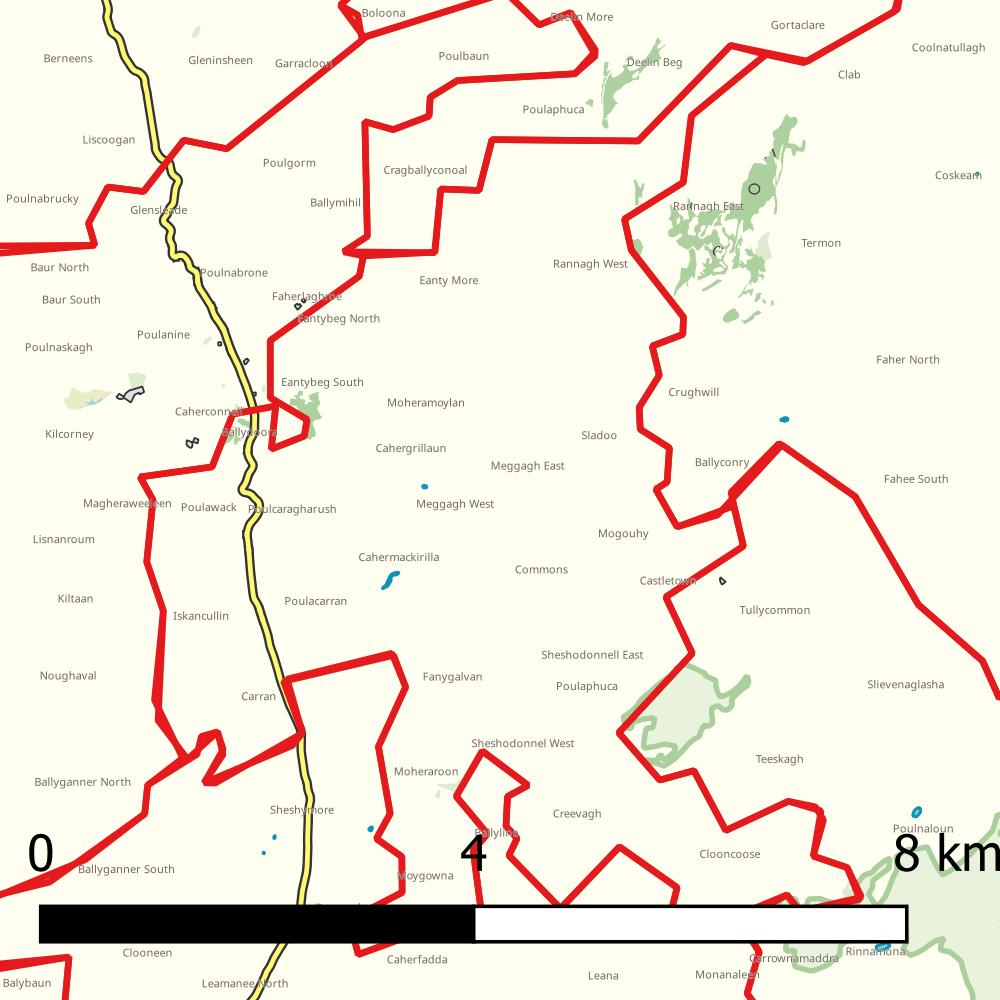 Boloona
Deelin More
Gortaclare
Coolnatullagh
Berneens
Gleninsheen
Garracloon
Poulbaun
Deelin Beg
Clab
Poulaphuca
Liscoogan
Poulgorm
Cragballyconoal
Coskeam
Poulnabrucky
Glenslade
Ballymihil
Rannagh East
Termon
Baur North
Poulnabrone
Eanty More
Rannagh West
Baur South
Faherlaghroe
Eantybeg North
Poulanine
Poulnaskagh
Faher North
Eantybeg South
Crughwill
Moheramoylan
Caherconnell
Kilcorney
Ballydoora
Sladoo
Cahergrillaun
Meggagh East
Ballyconry
Fahee South
Magheraweeleen
Poulawack
Poulcaragharush
Meggagh West
Lisnanroum
Mogouhy
Cahermackirilla
Commons
Castletown
Kiltaan
Poulacarran
Tullycommon
Iskancullin
Sheshodonnell East
Noughaval
Fanygalvan
Poulaphuca
Slievenaglasha
Carran
Sheshodonnel West
Teeskagh
Ballyganner North
Moheraroon
Sheshymore
Creevagh
Ballyline
Poulnaloun
0 4 8 km
Clooncoose
Ballyganner South
Moygowna
Clooneen
Caherfadda
Carrownamaddra
Rinnamona
Balybaun
Leamaneh North
Leana
Monanaleen